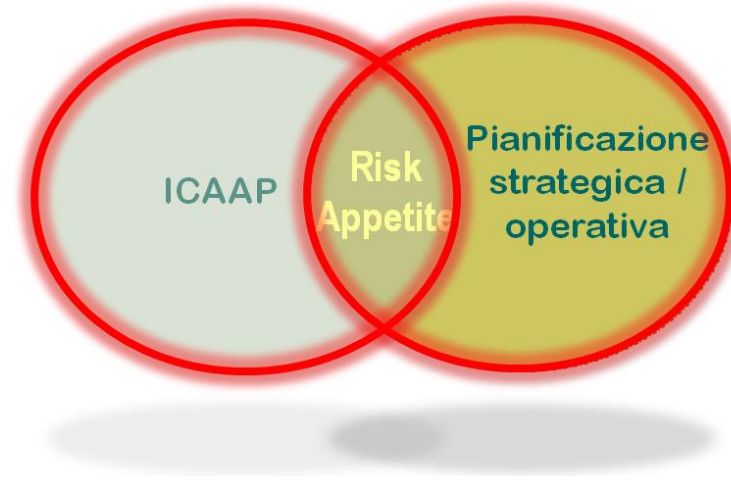 ICAAP
Risk
Appetite
Pianificazione
strategica /
operativa